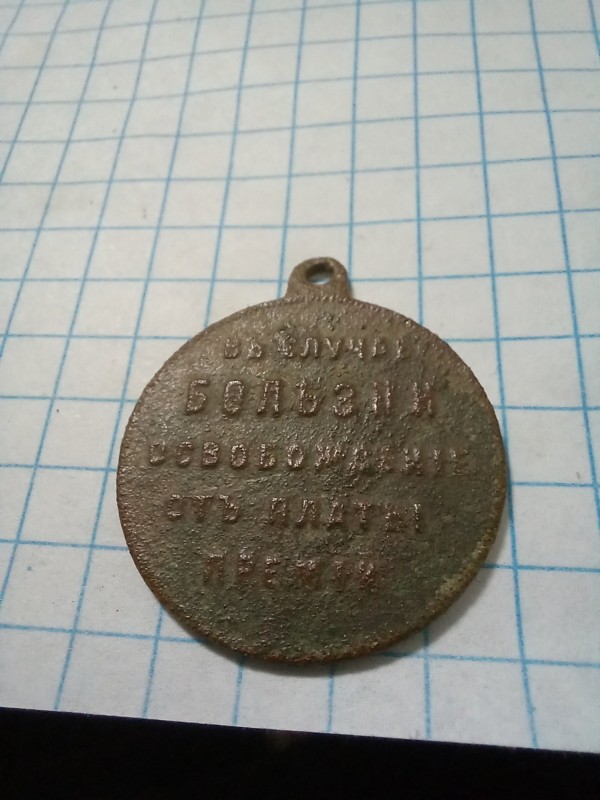 ВЪ СЛУЧАѢ
БОЛѢЗНИ
ОСВОБОЖДЕНІЕ
ОТЪ ПЛАТЫ
ПРЕМІИ